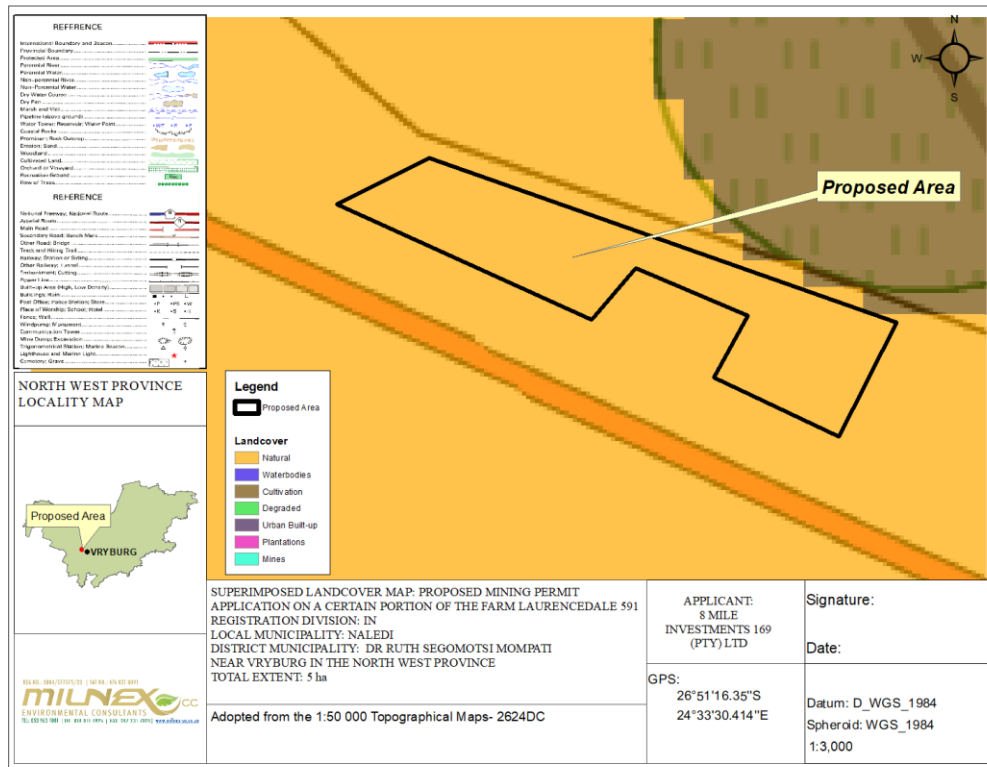 REFERENCE
International Boundary and Beacon
Provincial Boundary
Protected Area
Perennial River
Perennial Water
Non-perennial River
Non-Perennial Water
Dry Water Course
Dry Pan
Marsh and Vlei
Pipeline (above ground)
Water Tower; Reservoir; Water Point
Coastal Rocks
Prominent Rock Outcrop
Erosion; Sand
Woodland
Cultivated Land
Orchard or Vineyard
Recreation Ground
Row of Trees
REFERENCE
National Freeway; National Route
Arterial Route
Main Road
Secondary Road; Bench Mark
Other Road; Bridge
Track and Hiking Trail
Railway; Station or Siding
Other Railway; Tunnel
Embankment; Cutting
Power Line
Built-up Area (High, Low Density)
Buildings; Ruin
Post Office; Police Station; Store
Place of Worship; School; Hotel
Fence; Wall
Windpump; Monument
Communication Tower
Mine Dump; Excavation
Trigonometrical Station; Marine Beacon
Lighthouse and Marine Light
Cemetery; Grave
N
W
S
Proposed Area
NORTH WEST PROVINCE
LOCALITY MAP
Proposed Area
VRYBURG
Legend
Proposed Area
Landcover
Natural
Waterbodies
Cultivation
Degraded
Urban Built-up
Plantations
Mines
MILNEX CC
ENVIRONMENTAL CONSULTANTS
SUPERIMPOSED LANDCOVER MAP: PROPOSED MINING PERMIT
APPLICATION ON A CERTAIN PORTION OF THE FARM LAURENCEDALE 591
REGISTRATION DIVISION: IN
LOCAL MUNICIPALITY: NALEDI
DISTRICT MUNICIPALITY: DR RUTH SEGOMOTSI MOMPATI
NEAR VRYBURG IN THE NORTH WEST PROVINCE
TOTAL EXTENT: 5 ha
Adopted from the 1:50 000 Topographical Maps- 2624DC
APPLICANT:
8 MILE
INVESTMENTS 169
(PTY) LTD
GPS:
26°51'16.35"S
24°33'30.414"E
Signature:
Date:
Datum: D_WGS_1984
Spheroid: WGS_1984
1:3,000